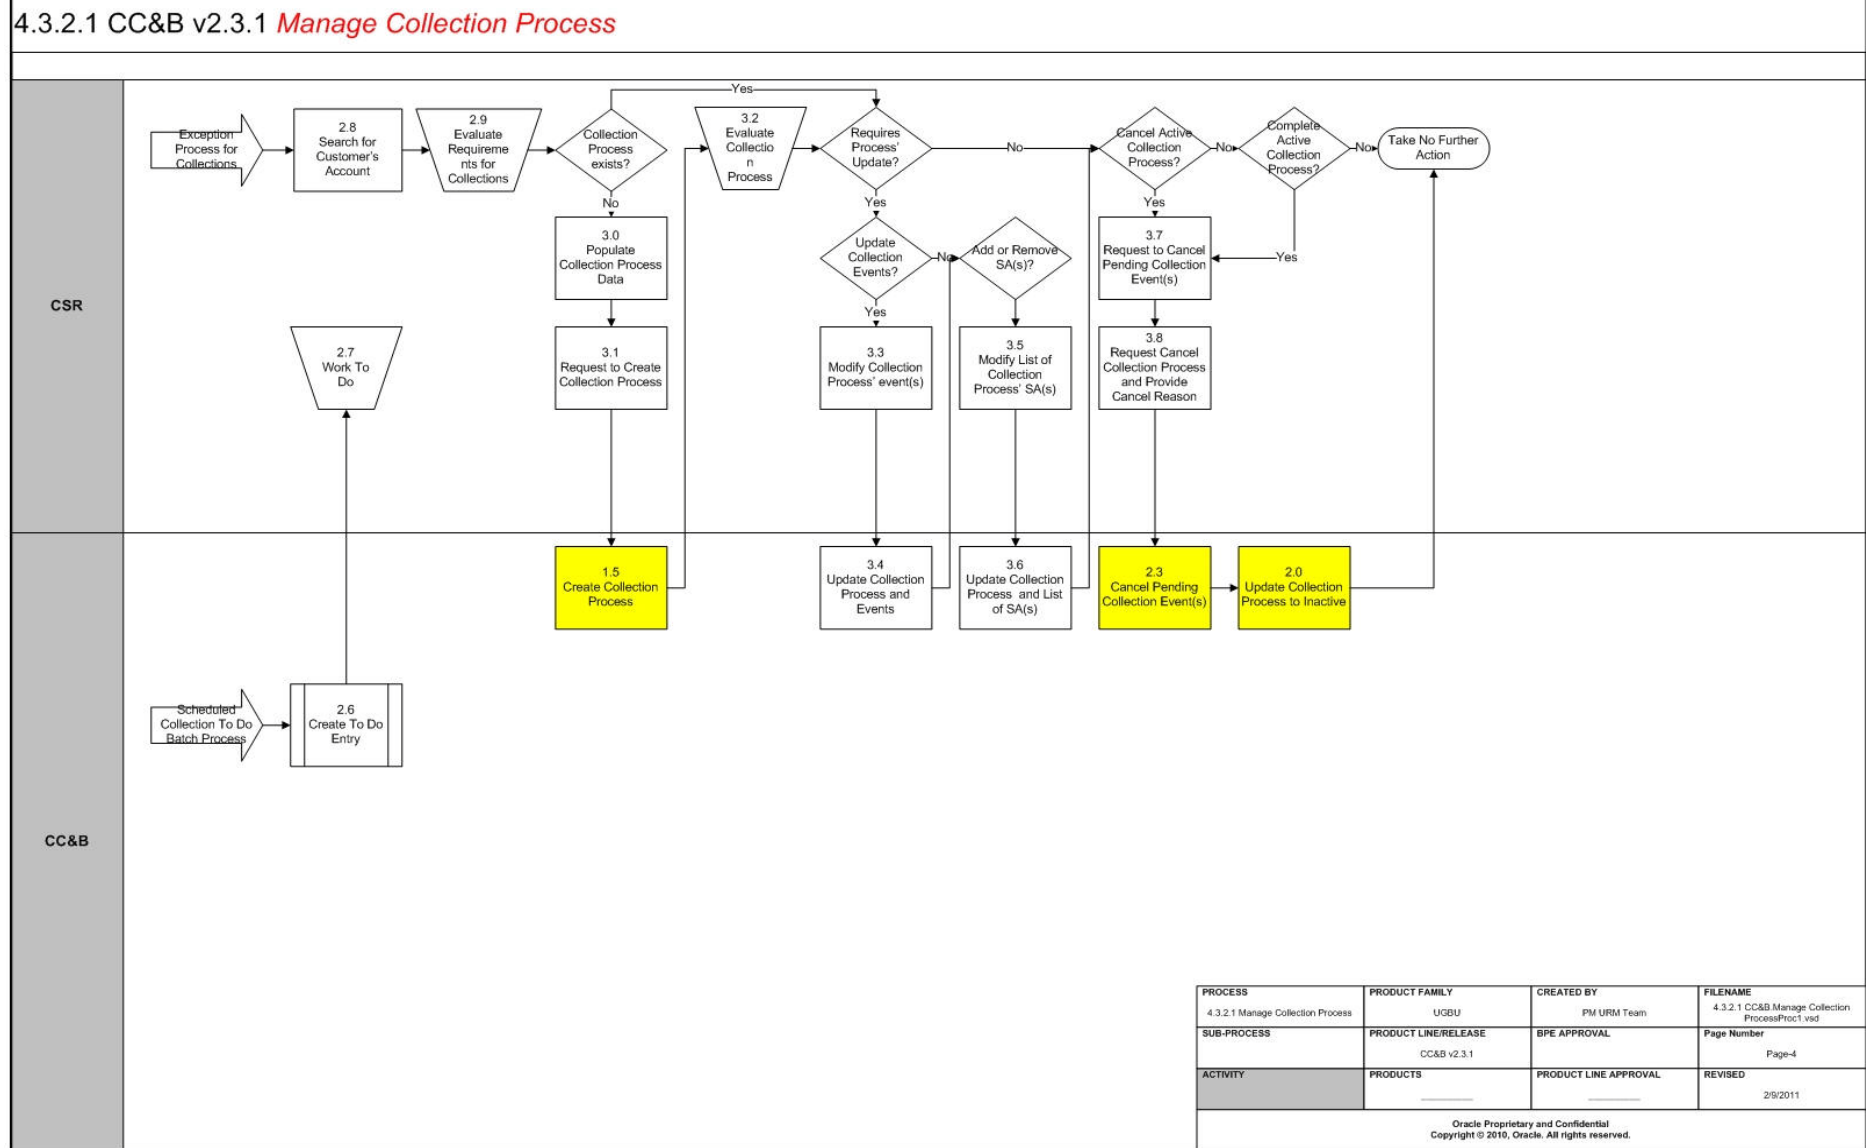 4.3.2.1 CC&B v2.3.1 Manage Collection Process
CSR
Exception
Process for
Collections
2.8
Search for
Customer's
Account
2.9
Evaluate
Requireme
nts for
Collections
Collection
Process
exists?
Yes
No
3.0
Populate
Collection Process
Data
3.1
Request to Create
Collection Process
3.2
Evaluate
Collectio
n
Process
Requires
Process'
Update?
No
Yes
Update
Collection
Events?
No
Yes
Add or Remove
SA(s)?
3.3
Modify Collection
Process' event(s)
3.5
Modify List of
Collection
Process' SA(s)
Cancel Active
Collection
Process?
No
Yes
Complete
Active
Collection
Process?
No
Yes
Take No Further
Action
3.7
Request to Cancel
Pending Collection
Event(s)
3.8
Request Cancel
Collection Process
and Provide
Cancel Reason
2.7
Work To
Do
CC&B
1.5
Create Collection
Process
3.4
Update Collection
Process and
Events
3.6
Update Collection
Process and List
of SA(s)
2.3
Cancel Pending
Collection Event(s)
2.0
Update Collection
Process to Inactive
Scheduled
Collection To Do
Batch Process
2.6
Create To Do
Entry
PROCESS
4.3.2.1 Manage Collection Process
PRODUCT FAMILY
UGBU
CREATED BY
PM URM Team
FILENAME
4.3.2.1 CC&B.Manage Collection
ProcessProc1.vsd
SUB-PROCESS
PRODUCT LINE/RELEASE
CC&B v2.3.1
BPE APPROVAL
Page Number
Page-4
ACTIVITY
PRODUCTS
PRODUCT LINE APPROVAL
REVISED
2/9/2011
Oracle Proprietary and Confidential
Copyright © 2010, Oracle. All rights reserved.